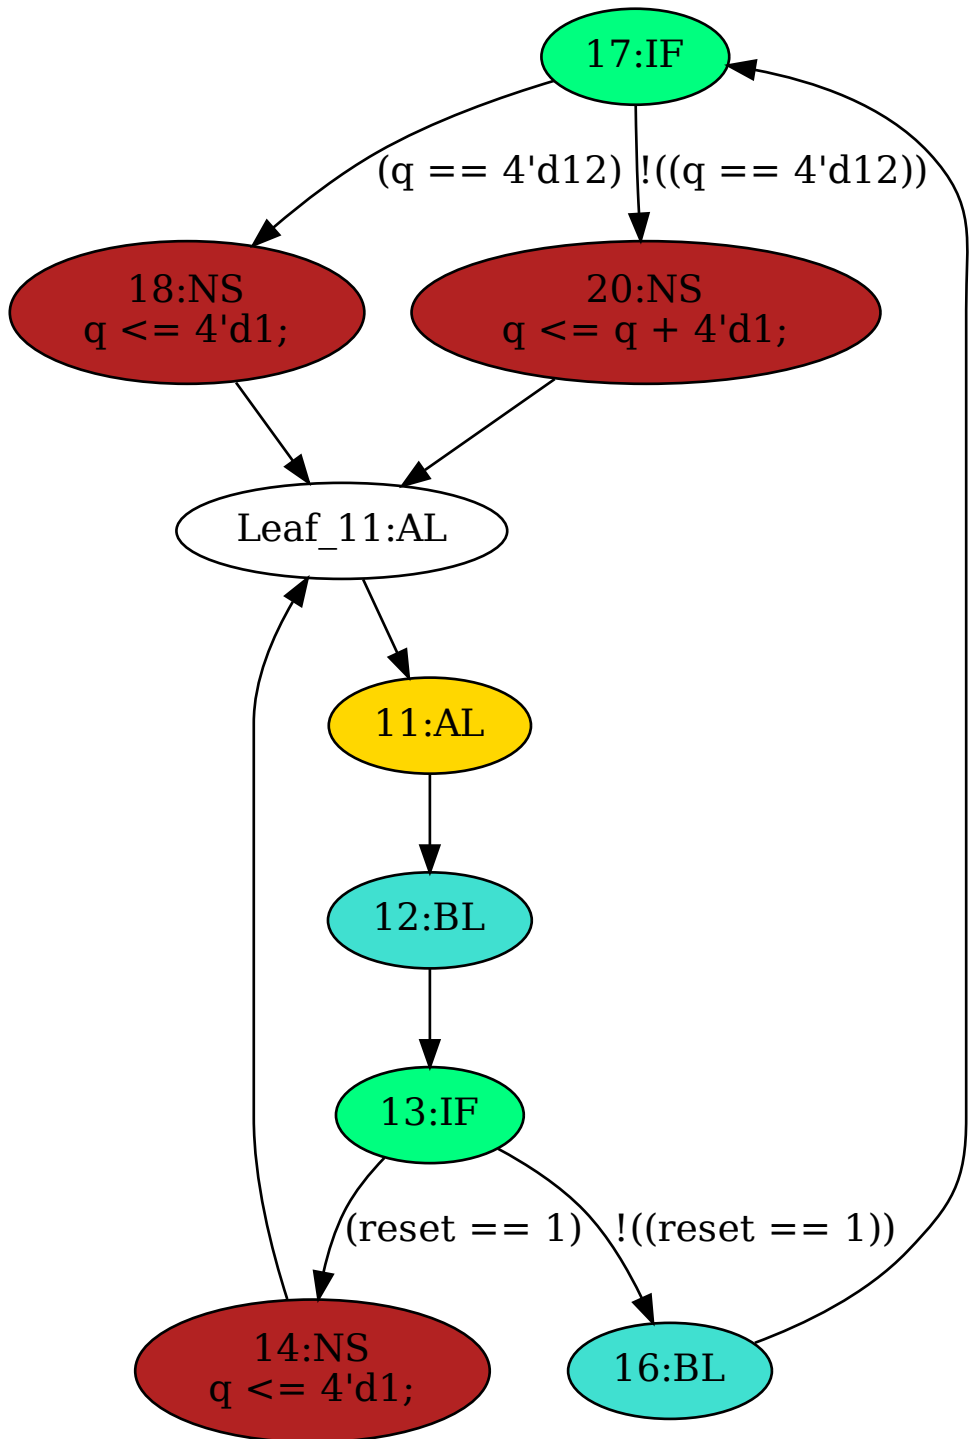 17:IF
(q == 4'd12)
!((q == 4'd12))
18:NS
q <= 4'd1;
20:NS
q <= q + 4'd1;
Leaf_11:AL
11:AL
12:BL
13:IF
(reset == 1)
!((reset == 1))
14:NS
q <= 4'd1;
16:BL